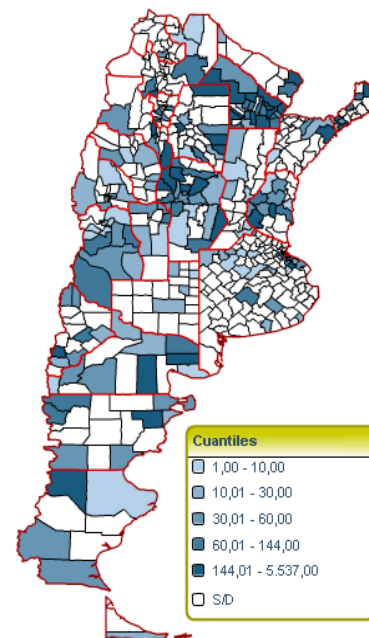 Cuantiles
1,00 - 10,00
10,01 - 30,00
30,01 - 60,00
60,01 - 144,00
144,01 - 5.537,00
S/D